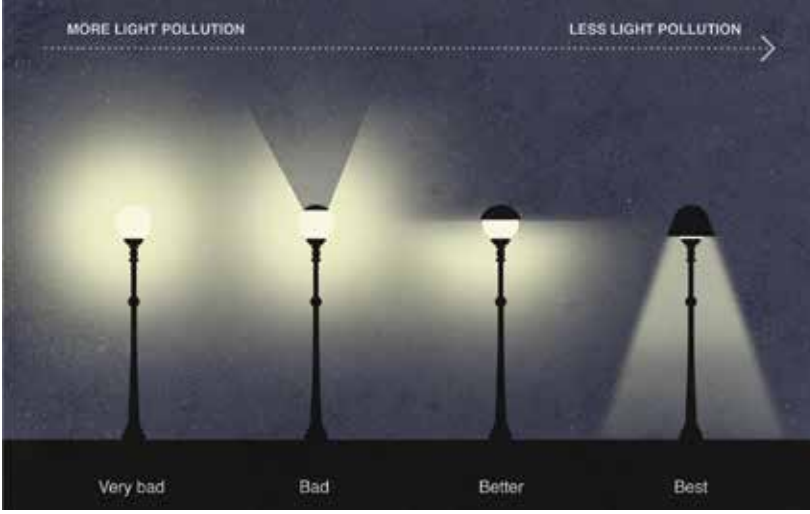 MORE LIGHT POLLUTION
LESS LIGHT POLLUTION
Very bad
Bad
Better
Best